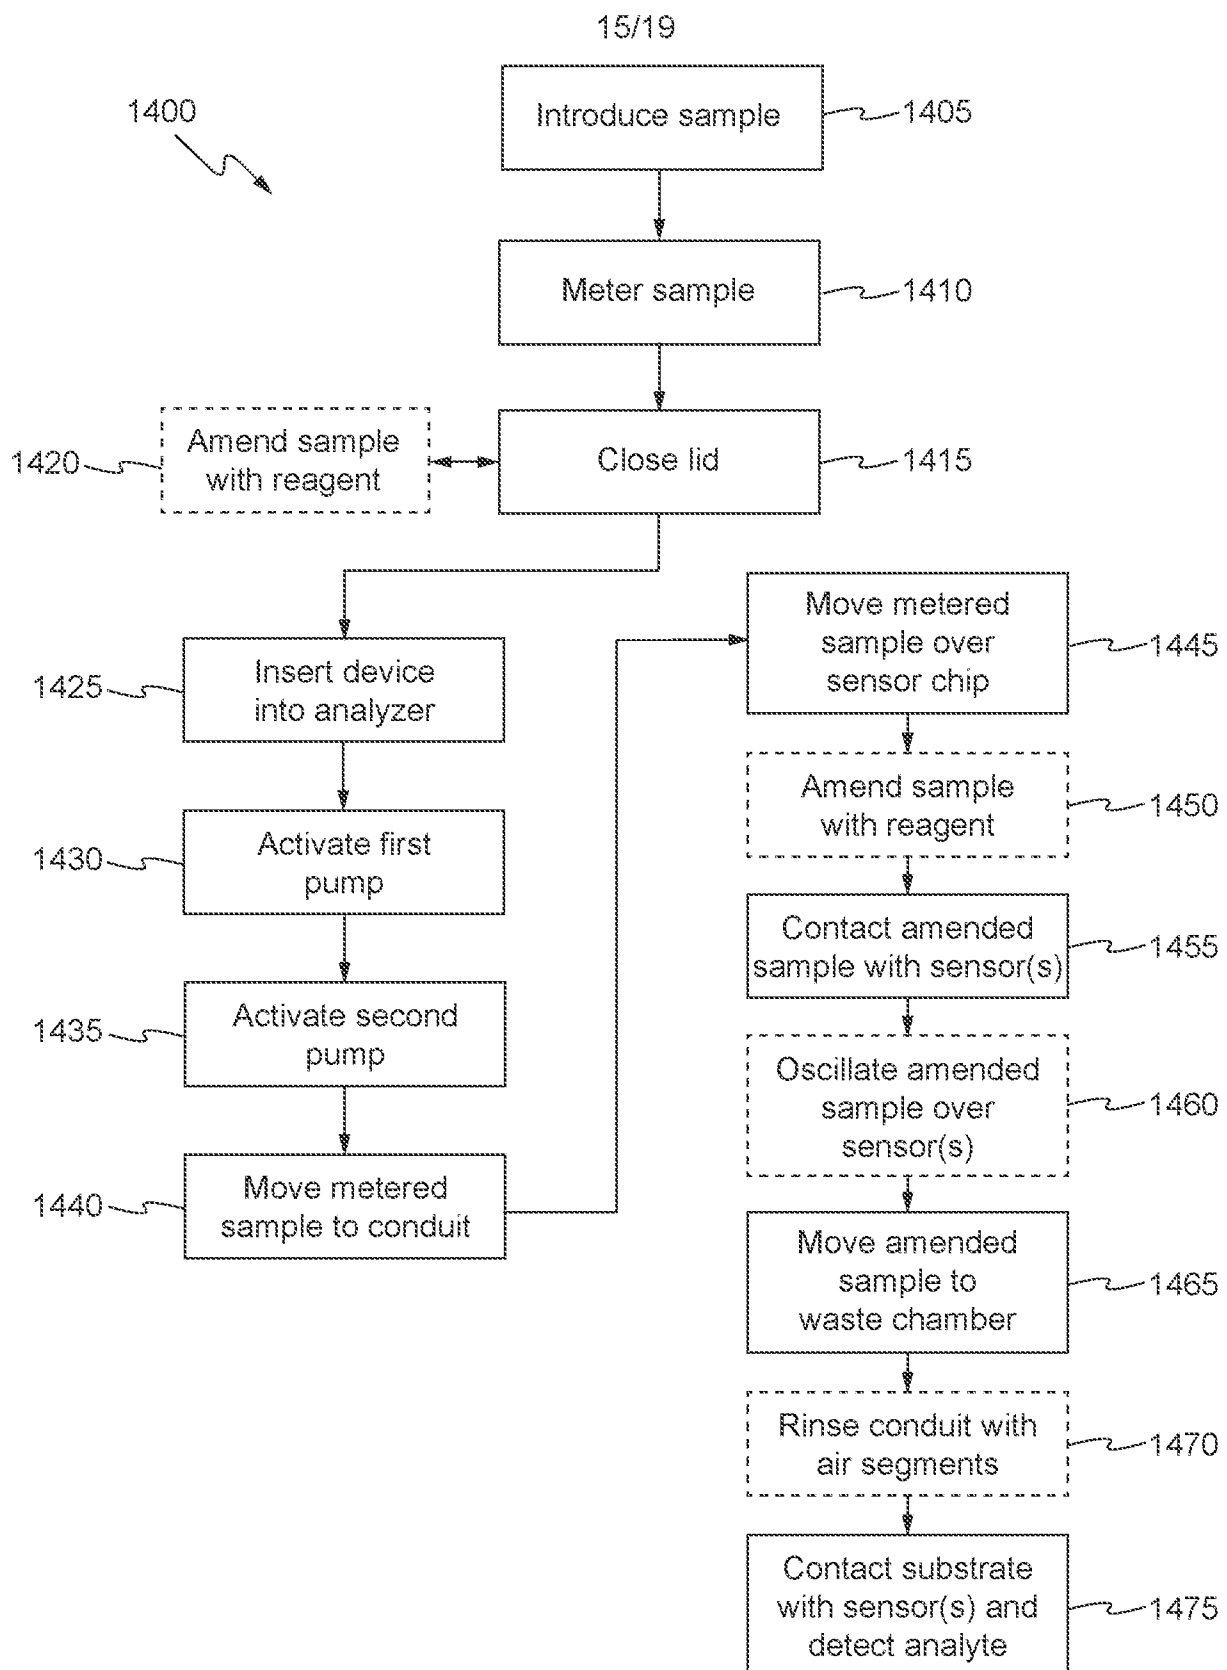 15/19
1400
Introduce sample
1405
Meter sample
1410
Amend sample
with reagent
1420
Close lid
1415
Insert device
into analyzer
1425
Activate first
pump
1430
Activate second
pump
1435
Move metered
sample to conduit
1440
Move metered
sample over
sensor chip
1445
Amend sample
with reagent
1450
Contact amended
sample with sensor(s)
1455
Oscillate amended
sample over
sensor(s)
1460
Move amended
sample to
waste chamber
1465
Rinse conduit with
air segments
1470
Contact substrate
with sensor(s) and
detect analyte
1475